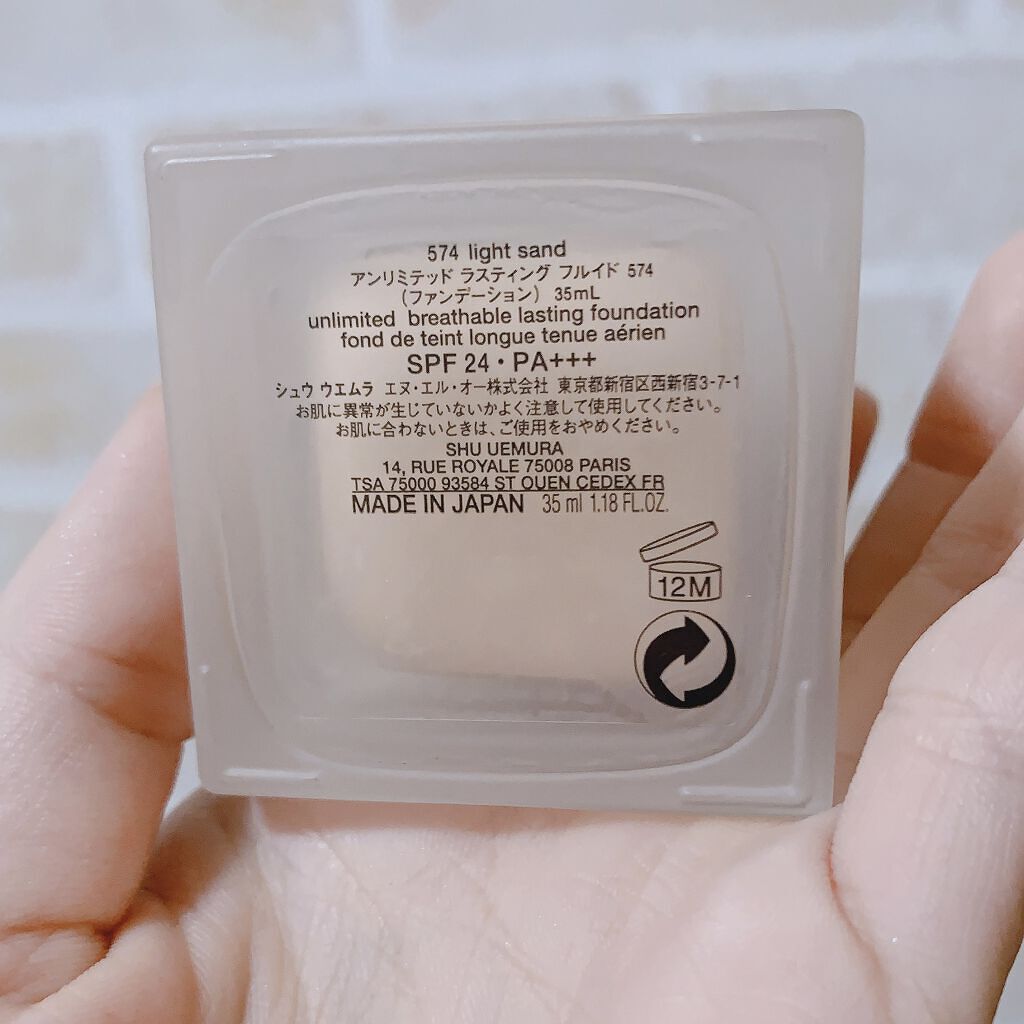 574 light sand
アンリミテッド ラスティング フルイド 574
（ファンデーション） 35mL
unlimited breathable lasting foundation
fond de teint longue tenue aérien
SPF 24・PA+++
シュウ ウエムラ エヌ・エル・オー株式会社 東京都新宿区西新宿3-7-1
お肌に異常が生じていないかよく注意して使用してください。
お肌に合わないときは、ご使用をおやめください。
SHU UEMURA
14, RUE ROYALE 75008 PARIS
TSA 75000 93584 ST OUEN CEDEX FR
MADE IN JAPAN 35 ml 1.18 FL.OZ.
12M